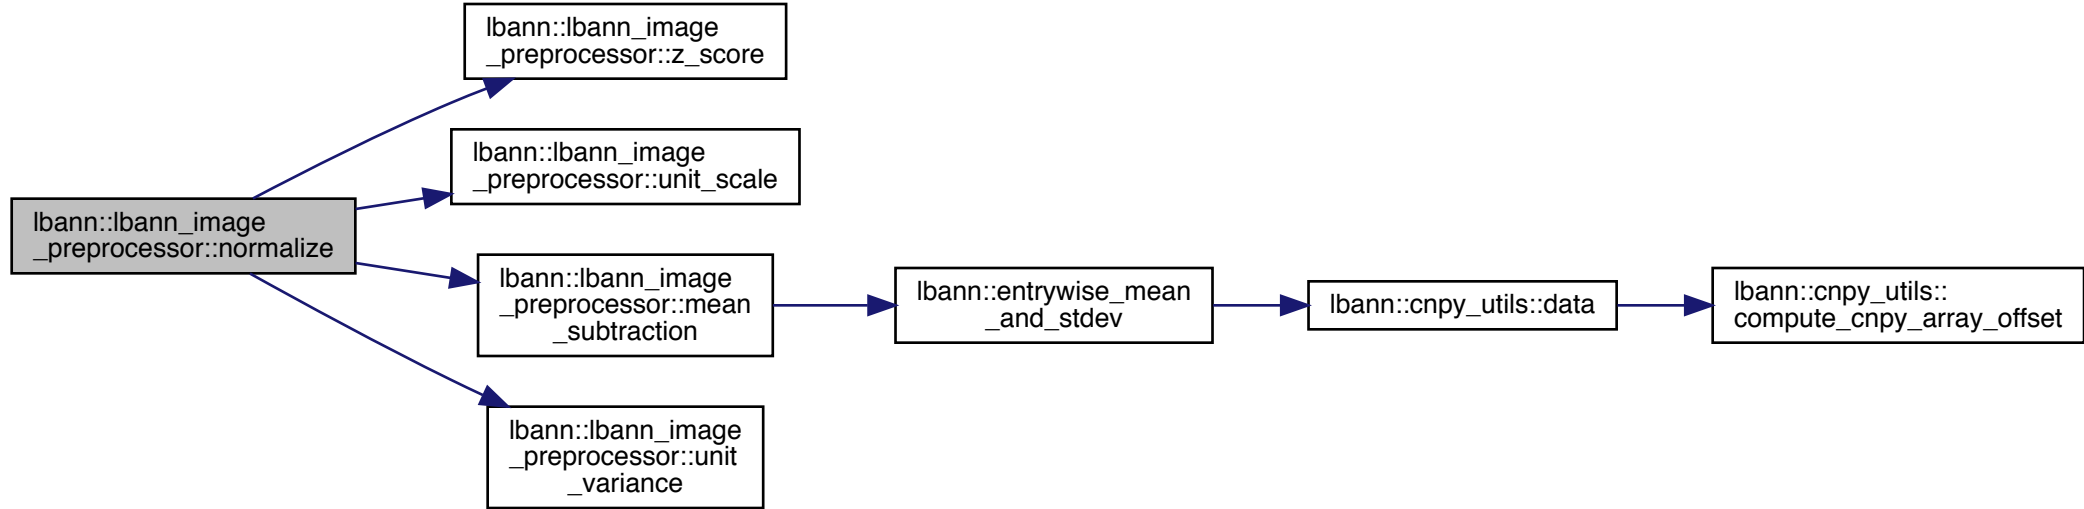 lbann::lbann_image
_preprocessor::z_score
lbann::lbann_image
_preprocessor::unit_scale
lbann::lbann_image
_preprocessor::normalize
lbann::lbann_image
_preprocessor::mean
_subtraction
lbann::entrywise_mean
_and_stdev
lbann::cnpy_utils::data
lbann::cnpy_utils::
compute_cnpy_array_offset
lbann::lbann_image
_preprocessor::unit
_variance